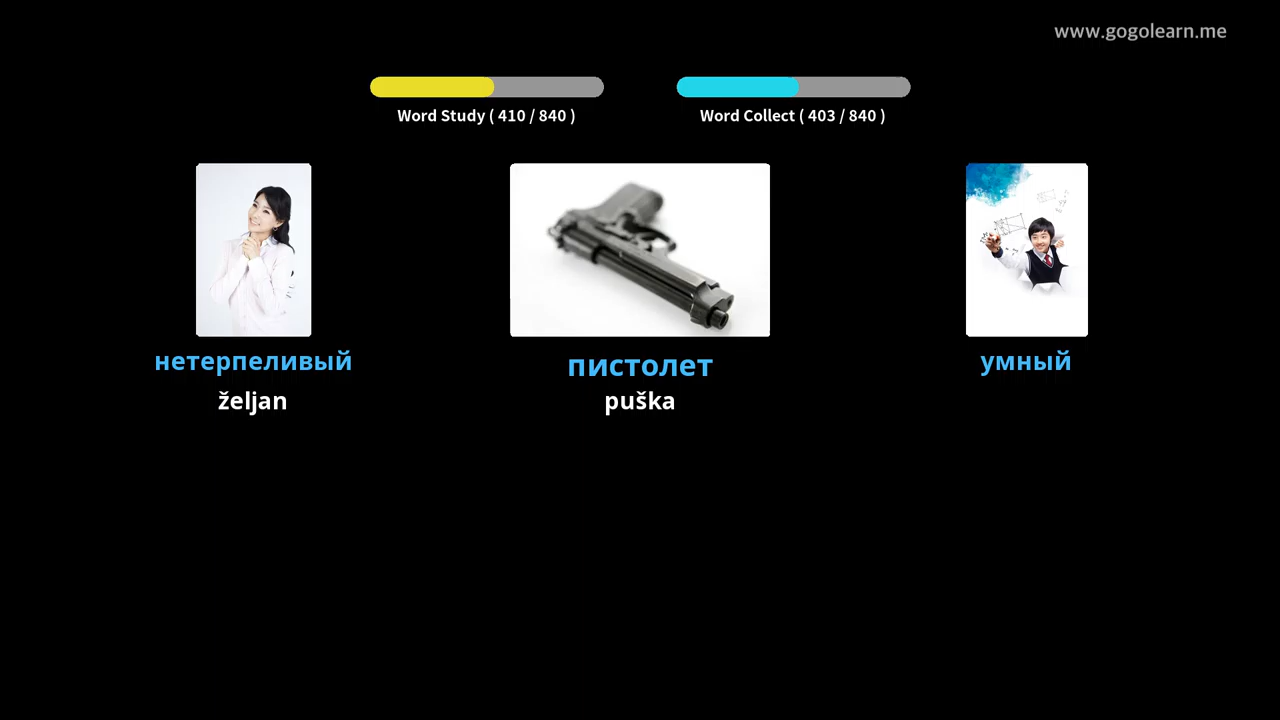 www.gogolearn.me
Word Study ( 410 / 840 )
Word Collect ( 403 / 840 )
нетерпеливый
željan
пистолет
puška
умный